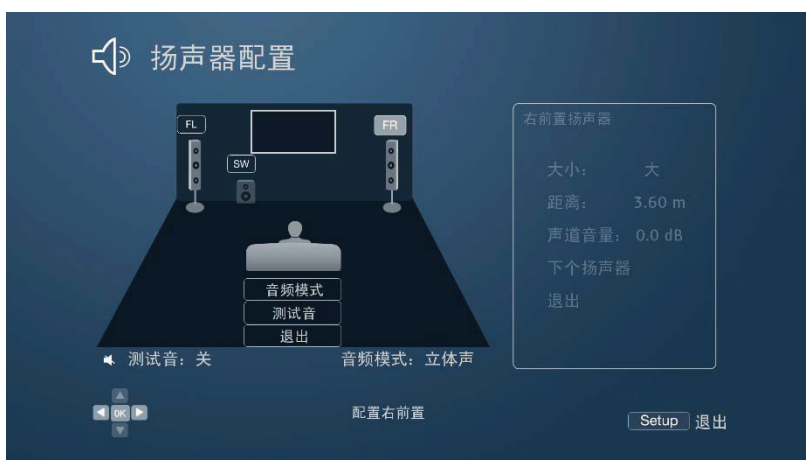 扬声器配置
FL
FR
SW
音频模式
测试音
退出
测试音：关
音频模式：立体声
右前置扬声器
大小： 大
距离： 3.60 m
声道音量： 0.0 dB
下个扬声器
退出
OK
配置右前置
Setup 退出